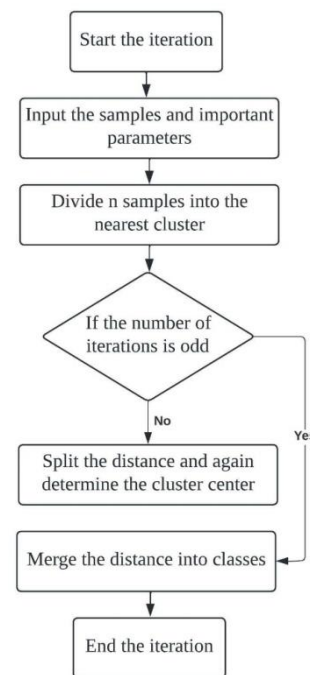 Start the iteration
Input the samples and important
parameters
Divide n samples into the
nearest cluster
If the number of
iterations is odd
No
Yes
Split the distance and again
determine the cluster center
Merge the distance into classes
End the iteration